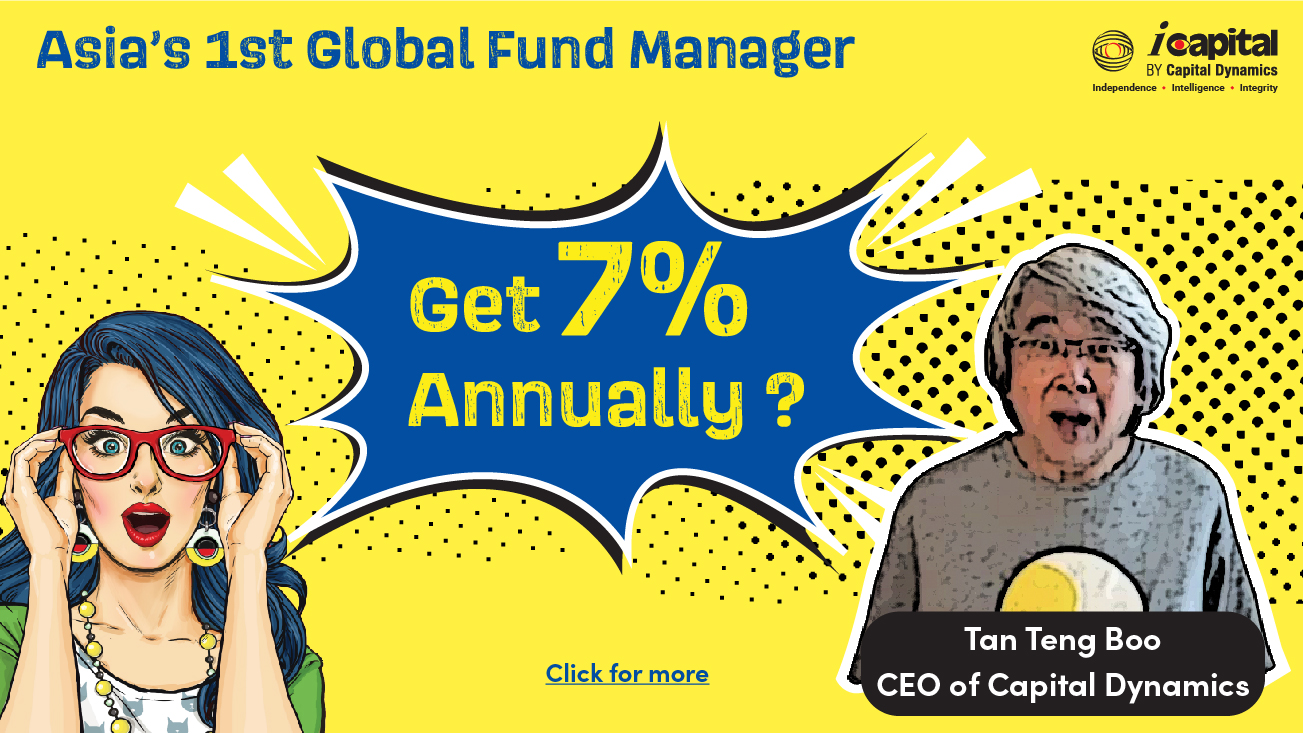 Asia's 1st Global Fund Manager
icapital
BY Capital Dynamics
Independence • Intelligence • Integrity
Get 7%
Annually ?
Click for more
Tan Teng Boo
CEO of Capital Dynamics